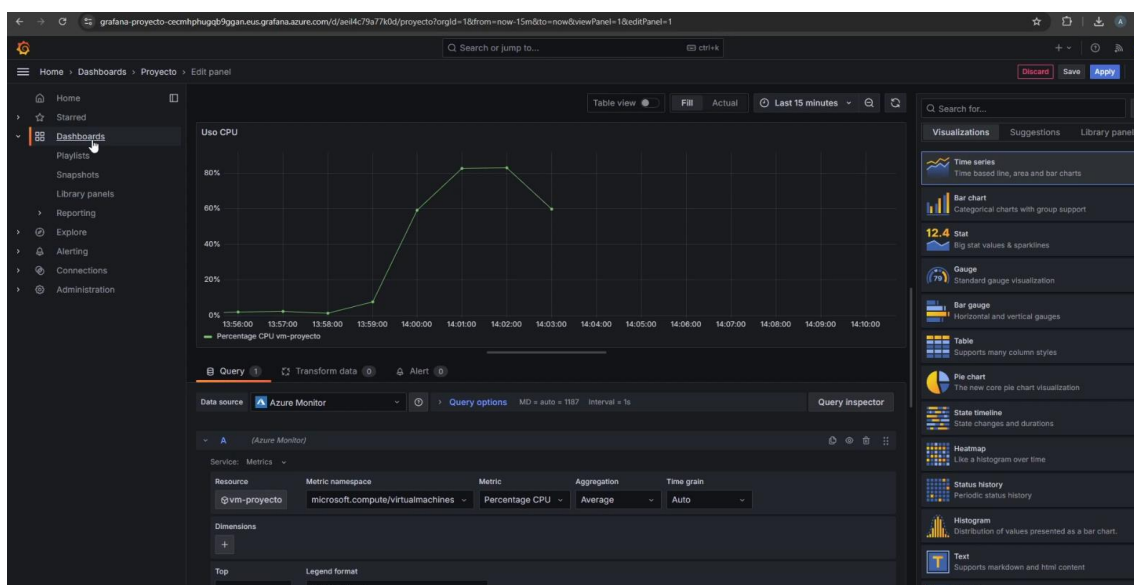 grafana-proyecto-cecmhphugqb9ggan.eus.grafana.azure.com/d/aeil4c79a77k0d/proyecto?orgId=1&from=now-15m&to=now&viewPanel=1&editPanel=1
Search or jump to... ctrl+k
Home › Dashboards › Proyecto › Edit panel Discard Save Apply
Home
Starred
Dashboards
Playlists
Snapshots
Library panels
Reporting
Explore
Alerting
Connections
Administration
Table view Fill Actual Last 15 minutes
Uso CPU
80%
60%
40%
20%
0%
13:56:00 13:57:00 13:58:00 13:59:00 14:00:00 14:01:00 14:02:00 14:03:00 14:04:00 14:05:00 14:06:00 14:07:00 14:08:00 14:09:00 14:10:00
Percentage CPU vm-proyecto
Query 1 Transform data 0 Alert 0
Data source Azure Monitor Query options MD = auto = 1187 Interval = 1s Query inspector
A (Azure Monitor)
Service: Metrics
Resource Metric namespace Metric Aggregation Time grain
vm-proyecto microsoft.compute/virtualmachines Percentage CPU Average Auto
Dimensions
+
Top Legend format
Search for...
Visualizations Suggestions Library panel
Time series
Time based line, area and bar charts
Bar chart
Categorical charts with group support
12.4 Stat
Big stat values & sparklines
79 Gauge
Standard gauge visualization
Bar gauge
Horizontal and vertical gauges
Table
Supports many column styles
Pie chart
The new core pie chart visualization
State timeline
State changes and durations
Heatmap
Like a histogram over time
Status history
Periodic status history
Histogram
Distribution of values presented as a bar chart.
T Text
Supports markdown and html content